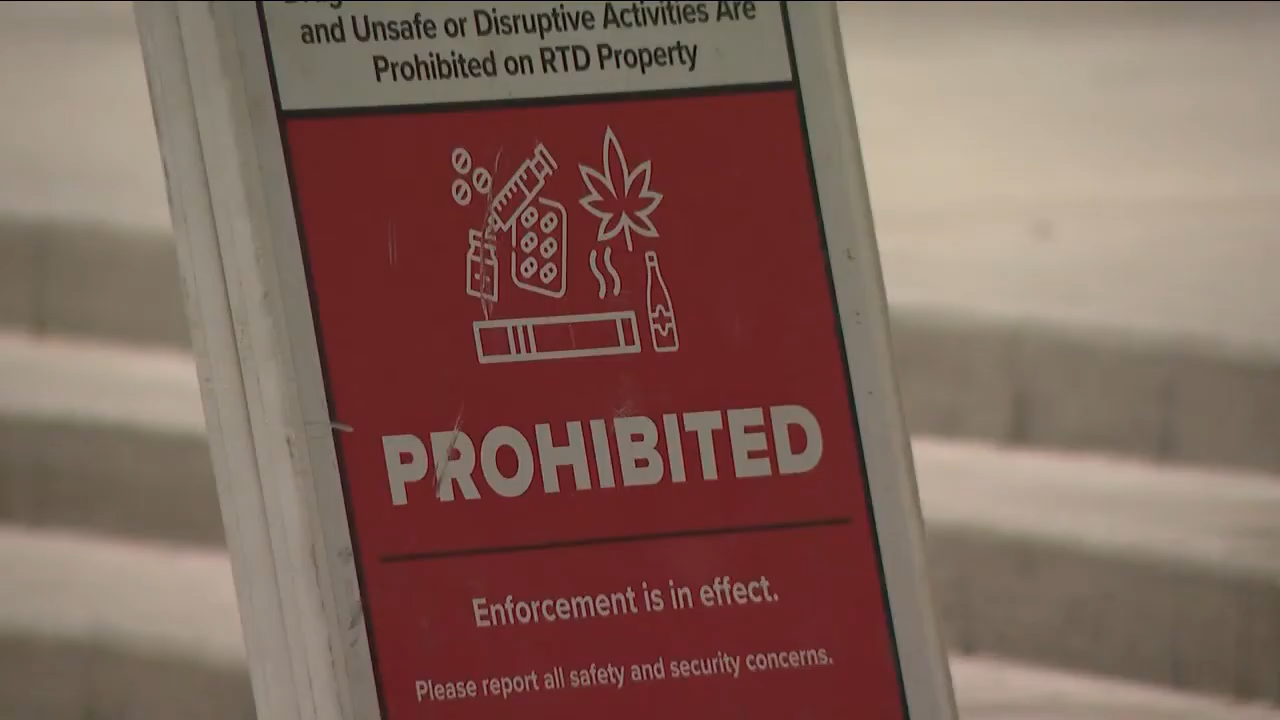 and Unsafe or Disruptive Activities Are
Prohibited on RTD Property
PROHIBITED
Enforcement is in effect.
Please report all safety and security concerns.